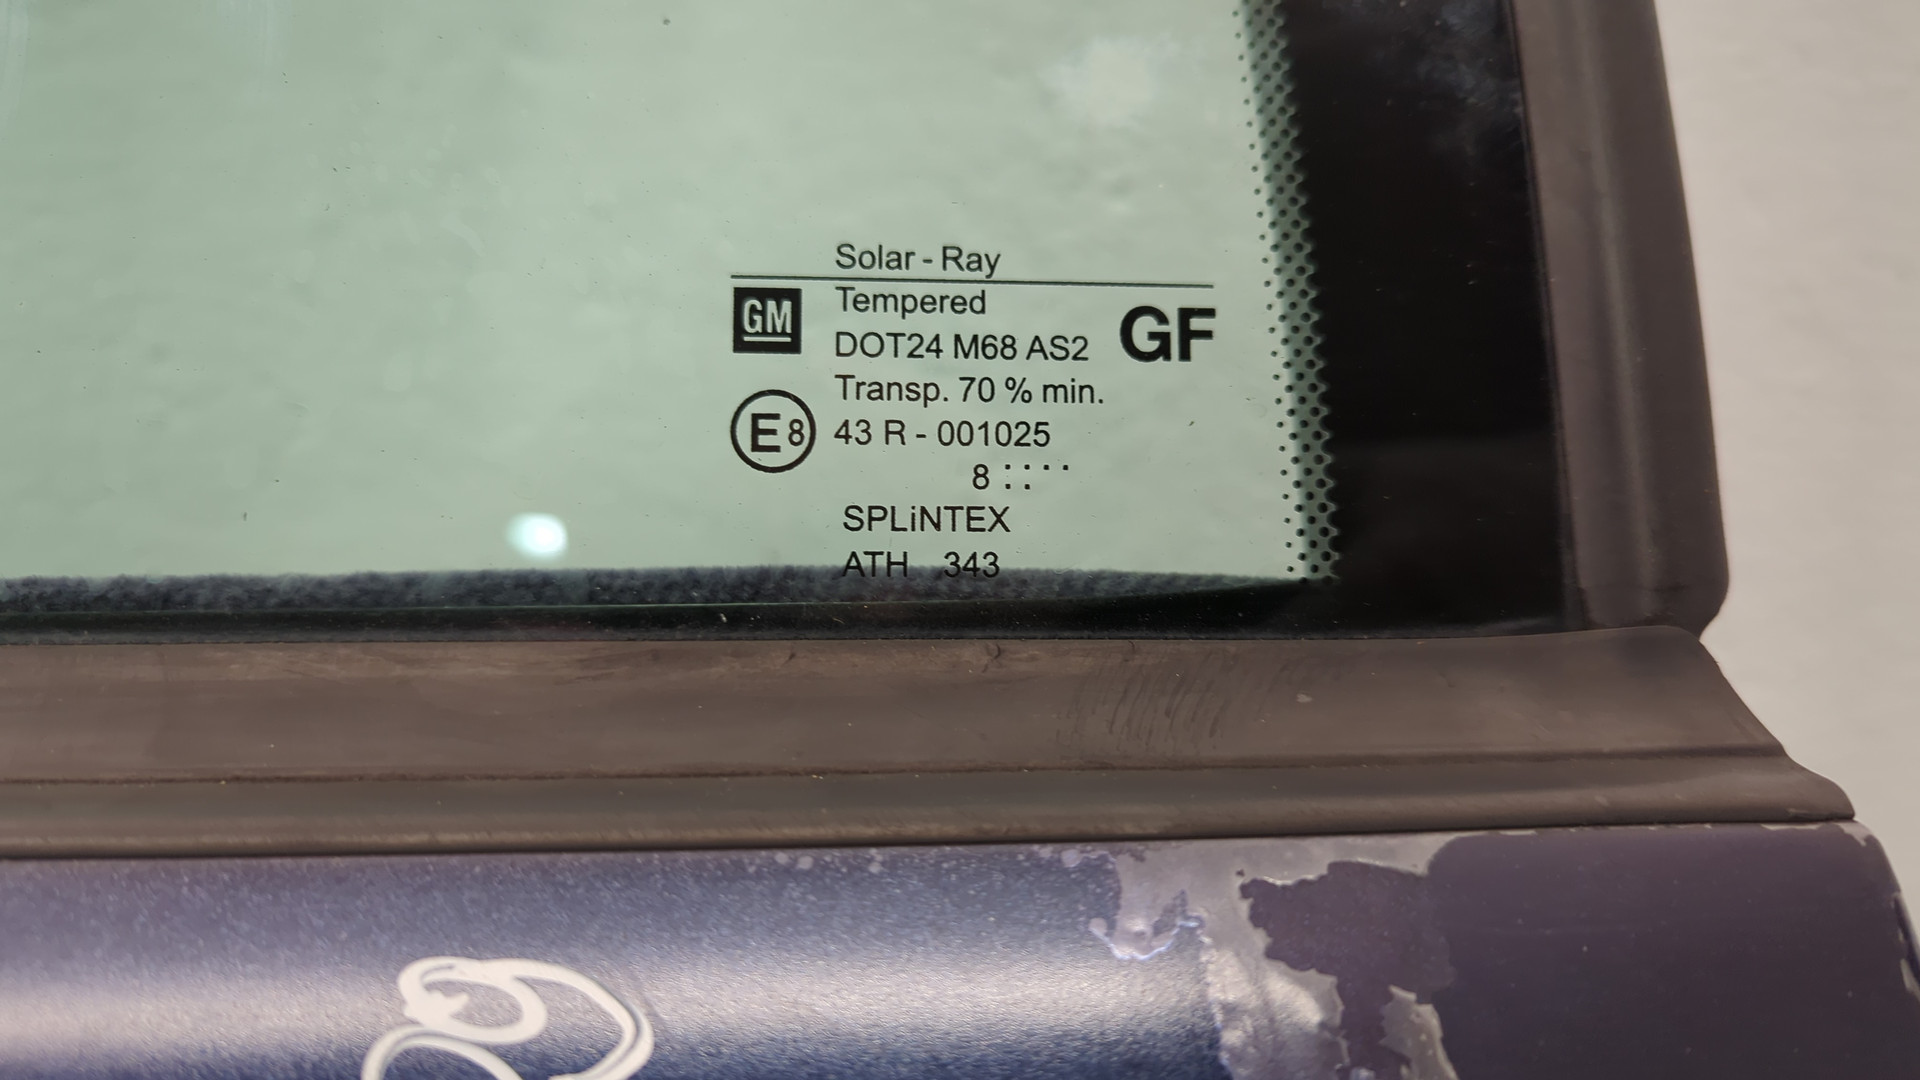 Solar - Ray
GM
Tempered
DOT24 M68 AS2
GF
Transp. 70 % min.
E8
43 R - 001025
8 : : · ·
SPLiNTEX
ATH 343